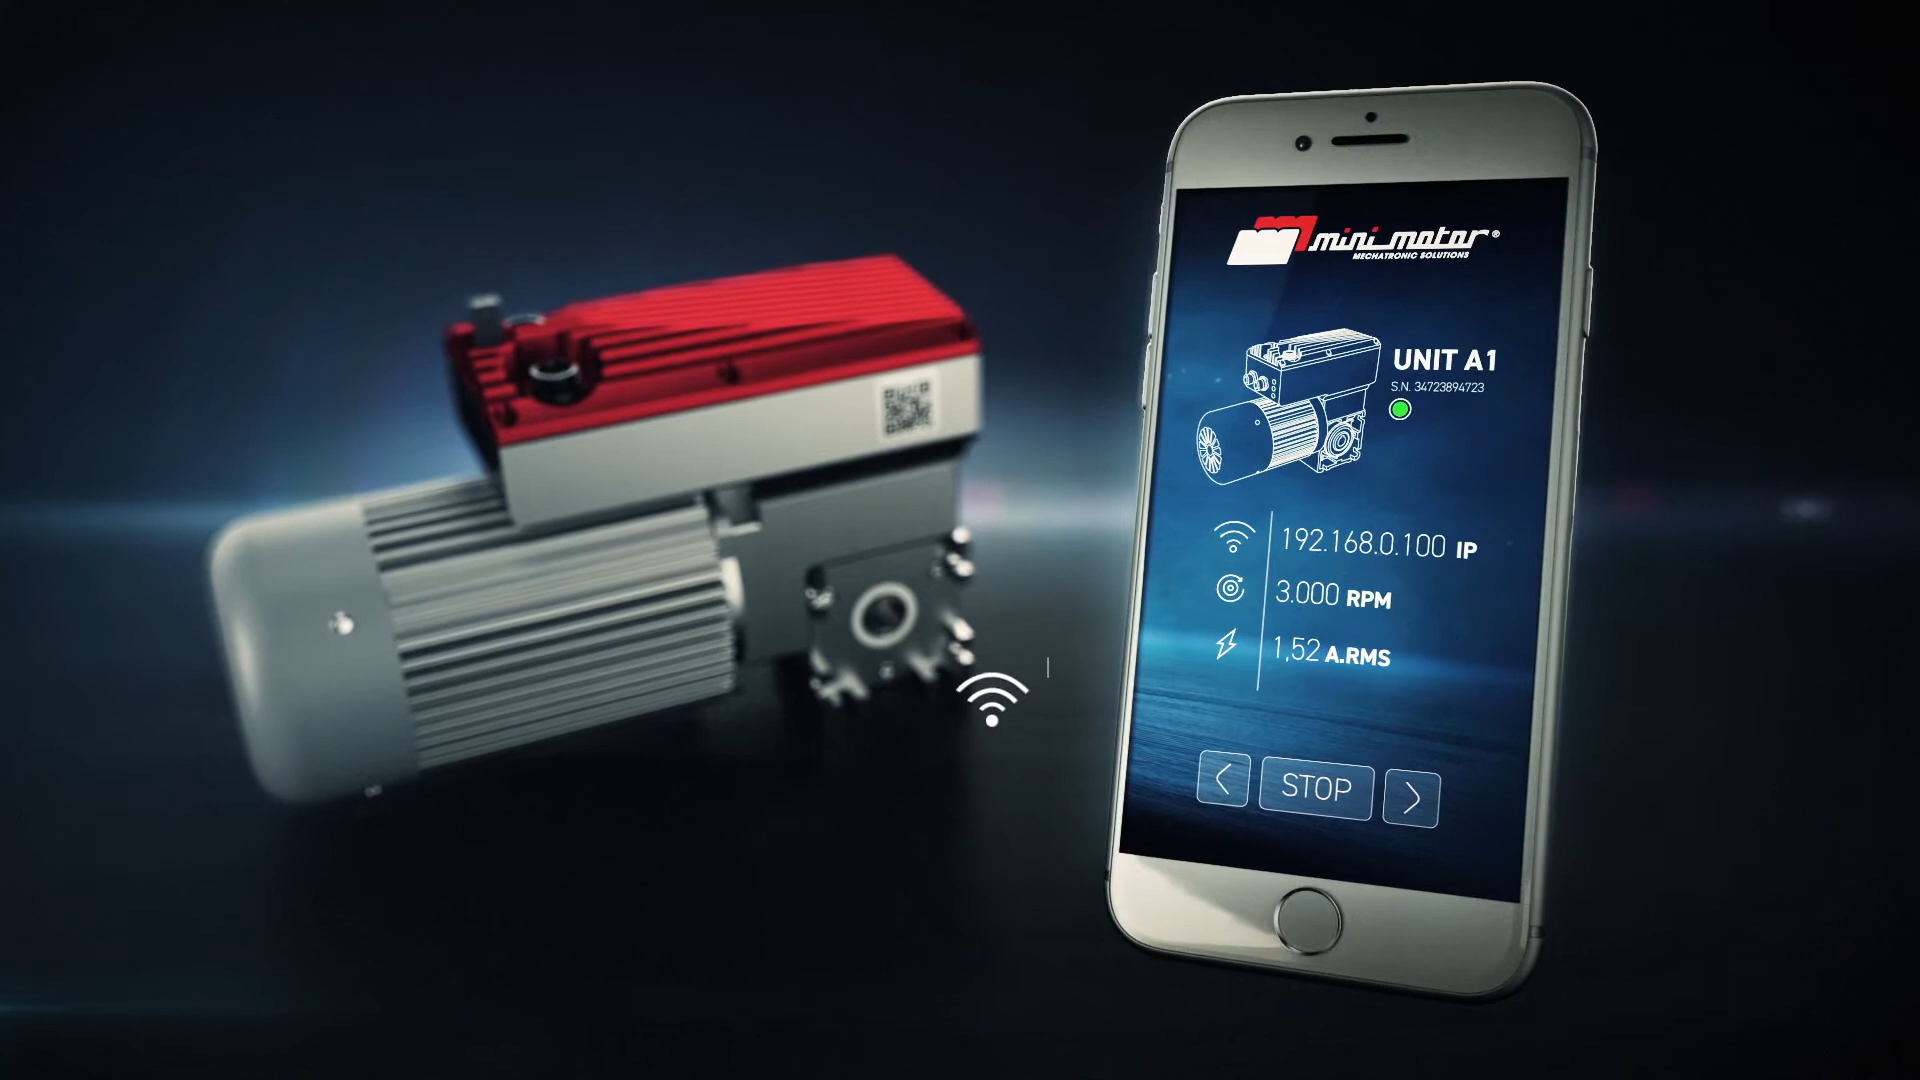 mini motor®
MECHATRONIC SOLUTIONS
UNIT A1
S.N. 34723894723
192.168.0.100 IP
3.000 RPM
1,52 A.RMS
STOP